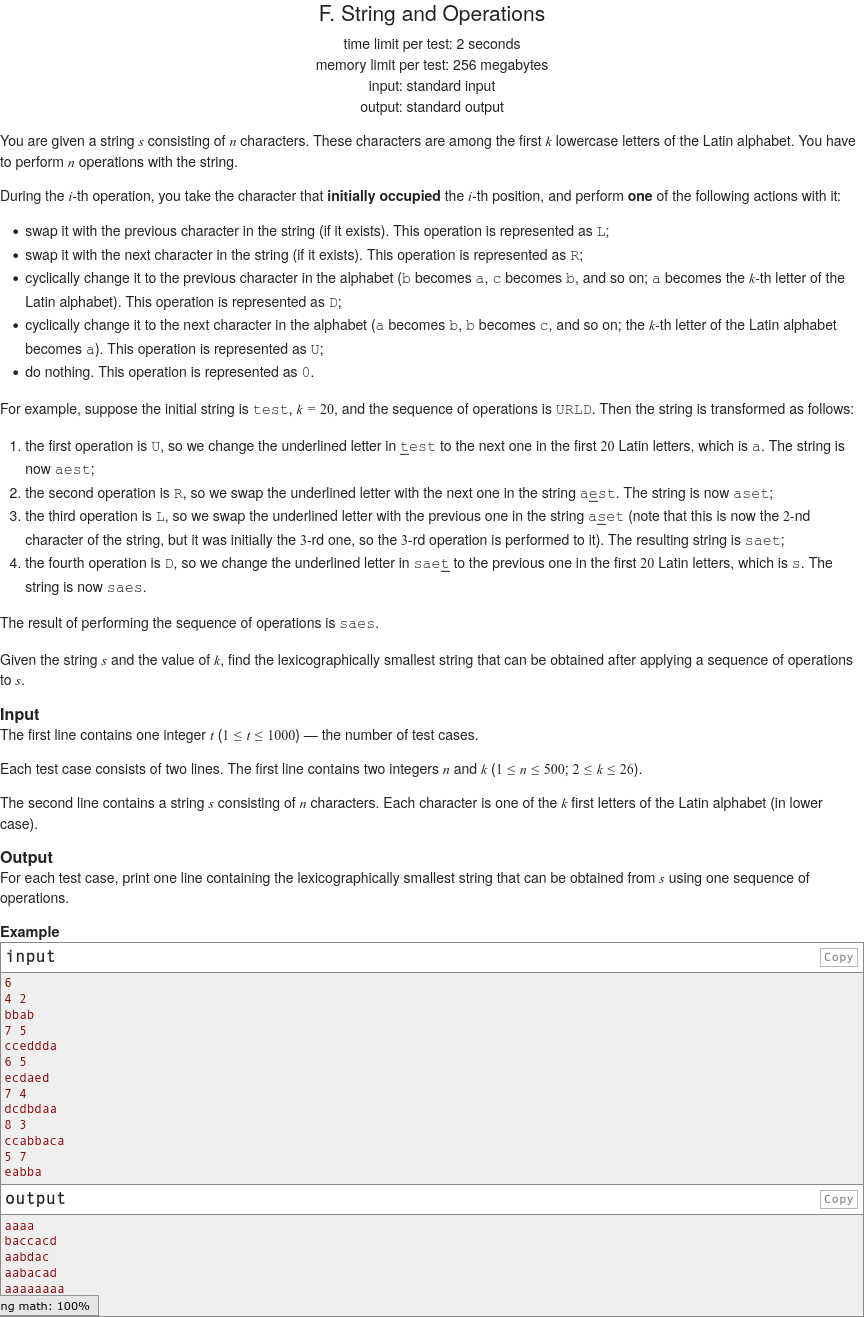 F. String and Operations
time limit per test: 2 seconds
memory limit per test: 256 megabytes
input: standard input
output: standard output
You are given a string s consisting of n characters. These characters are among the first k lowercase letters of the Latin alphabet. You have
to perform n operations with the string.
During the i-th operation, you take the character that initially occupied the i-th position, and perform one of the following actions with it:
• swap it with the previous character in the string (if it exists). This operation is represented as L;
• swap it with the next character in the string (if it exists). This operation is represented as R;
• cyclically change it to the previous character in the alphabet (b becomes a, c becomes b, and so on; a becomes the k-th letter of the
Latin alphabet). This operation is represented as D;
• cyclically change it to the next character in the alphabet (a becomes b, b becomes c, and so on; the k-th letter of the Latin alphabet
becomes a). This operation is represented as U;
• do nothing. This operation is represented as 0.
For example, suppose the initial string is test, k = 20, and the sequence of operations is URLD. Then the string is transformed as follows:
1. the first operation is U, so we change the underlined letter in test to the next one in the first 20 Latin letters, which is a. The string is
now aest;
2. the second operation is R, so we swap the underlined letter with the next one in the string aest. The string is now aset;
3. the third operation is L, so we swap the underlined letter with the previous one in the string aset (note that this is now the 2-nd
character of the string, but it was initially the 3-rd one, so the 3-rd operation is performed to it). The resulting string is saet;
4. the fourth operation is D, so we change the underlined letter in saet to the previous one in the first 20 Latin letters, which is s. The
string is now saes.
The result of performing the sequence of operations is saes.
Given the string s and the value of k, find the lexicographically smallest string that can be obtained after applying a sequence of operations
to s.
Input
The first line contains one integer t (1 ≤ t ≤ 1000) — the number of test cases.
Each test case consists of two lines. The first line contains two integers n and k (1 ≤ n ≤ 500; 2 ≤ k ≤ 26).
The second line contains a string s consisting of n characters. Each character is one of the k first letters of the Latin alphabet (in lower
case).
Output
For each test case, print one line containing the lexicographically smallest string that can be obtained from s using one sequence of
operations.
Example
input Copy
6
4 2
bbab
7 5
cceddda
6 5
ecdaed
7 4
dcdbdaa
8 3
ccabbaca
5 7
eabba
output Copy
aaaa
baccacd
aabdac
aabacad
aaaaaaaa
ng math: 100%